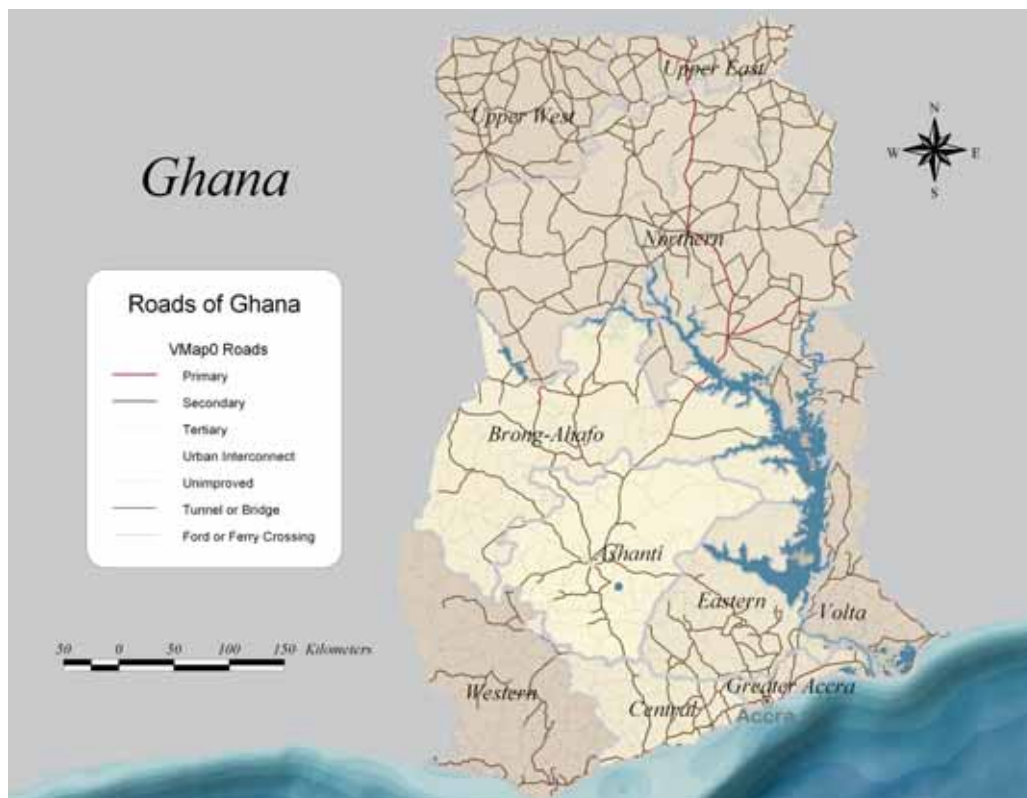 Ghana
Roads of Ghana
VMap0 Roads
Primary
Secondary
Tertiary
Urban Interconnect
Unimproved
Tunnel or Bridge
Ford or Ferry Crossing
50 0 50 100 150 Kilometers
N
W E
S
Upper East
Upper West
Northern
Brong-Ahafo
Ashanti
Eastern
Volta
Western
Greater Accra
Central
Accra